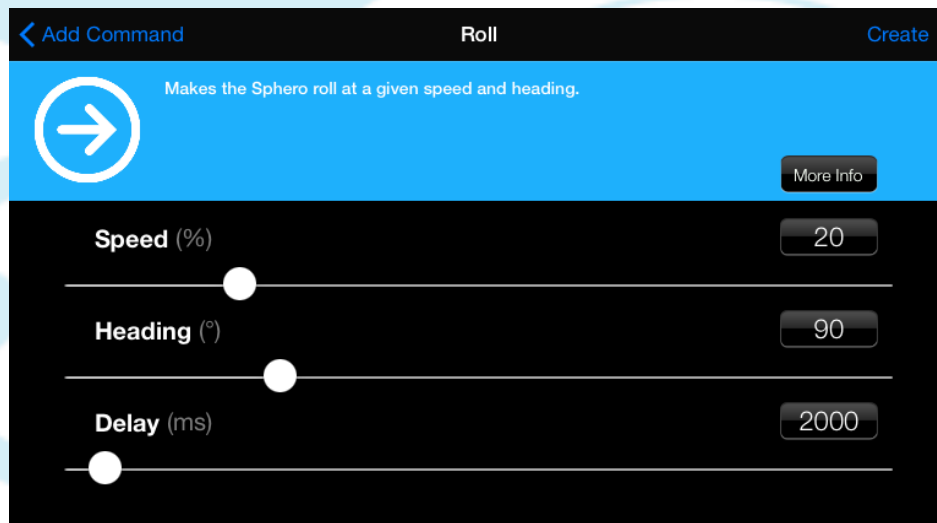 Add Command
Roll
Create
Makes the Sphero roll at a given speed and heading.
More Info
Speed (%)
20
Heading (°)
90
Delay (ms)
2000